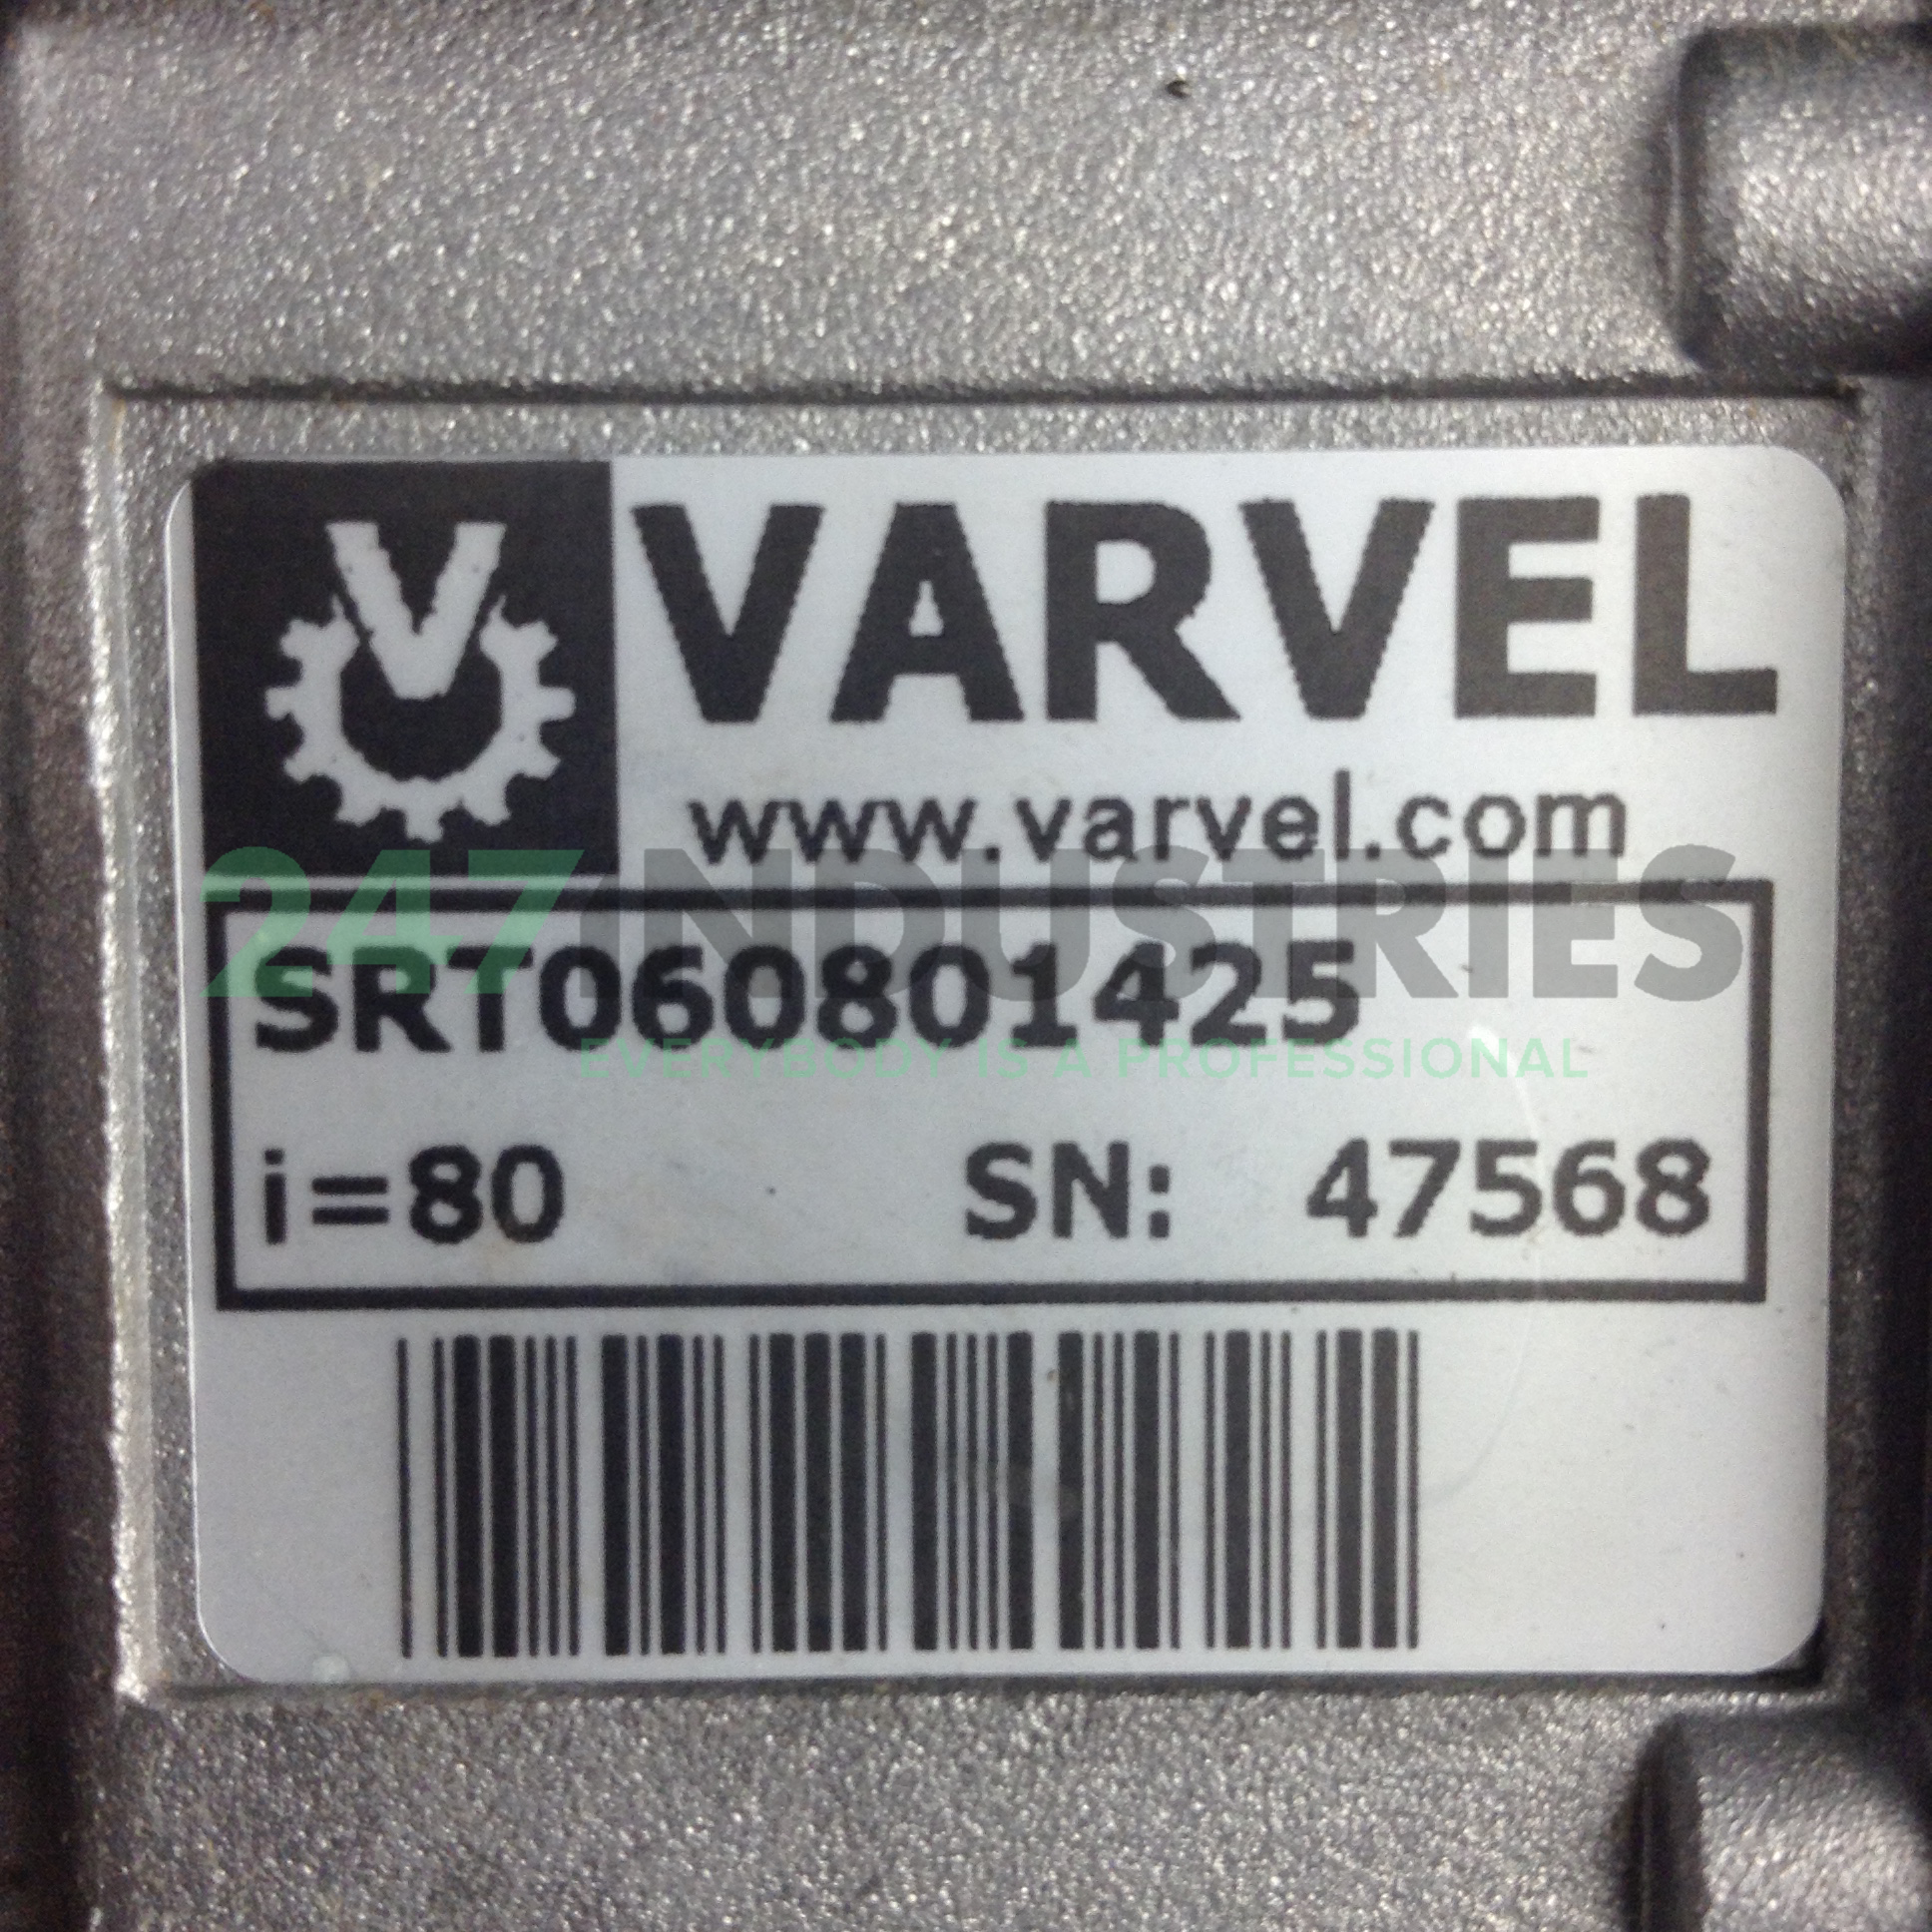 V VARVEL
www.varvel.com
247INDUSTRIES
SRT060801425
EVERYBODY IS A PROFESSIONAL
i=80 SN: 47568